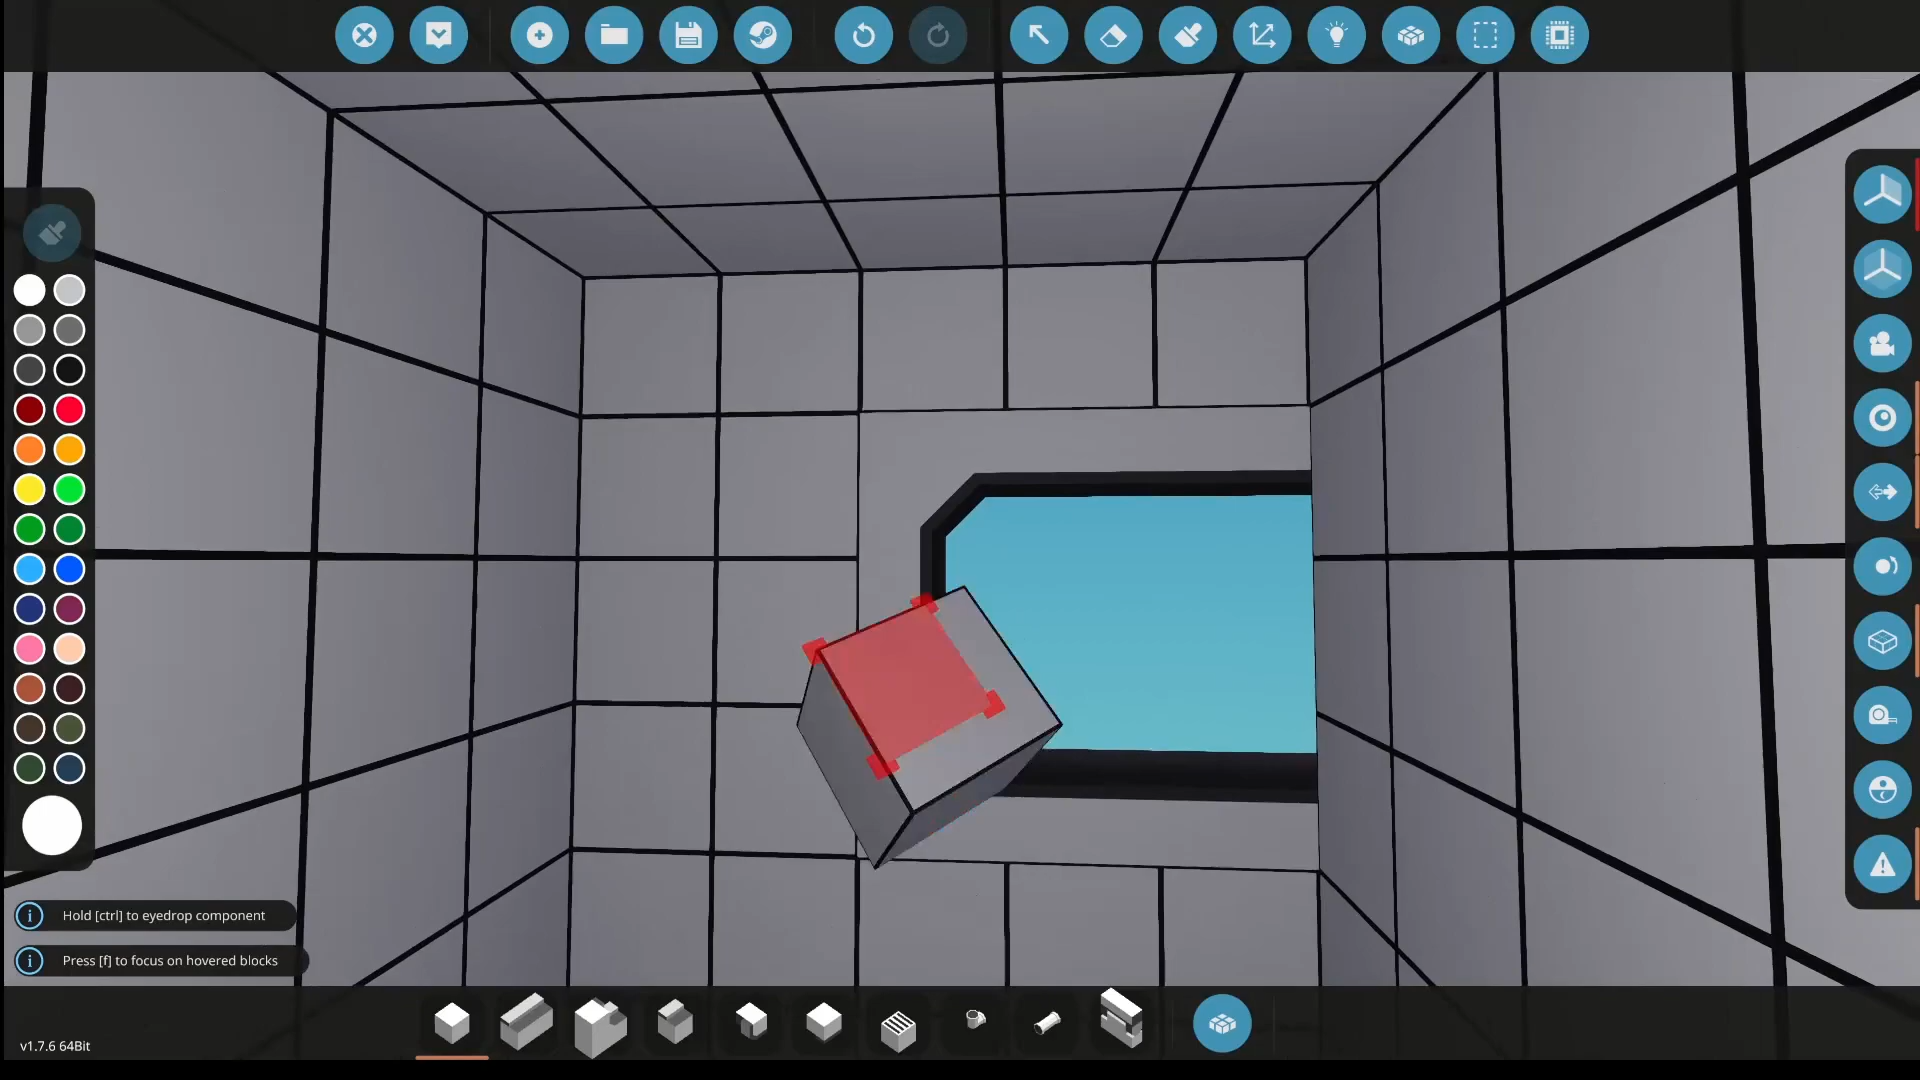 Hold [ctrl] to eyedrop component
Press [f] to focus on hovered blocks
v1.7.6 64Bit